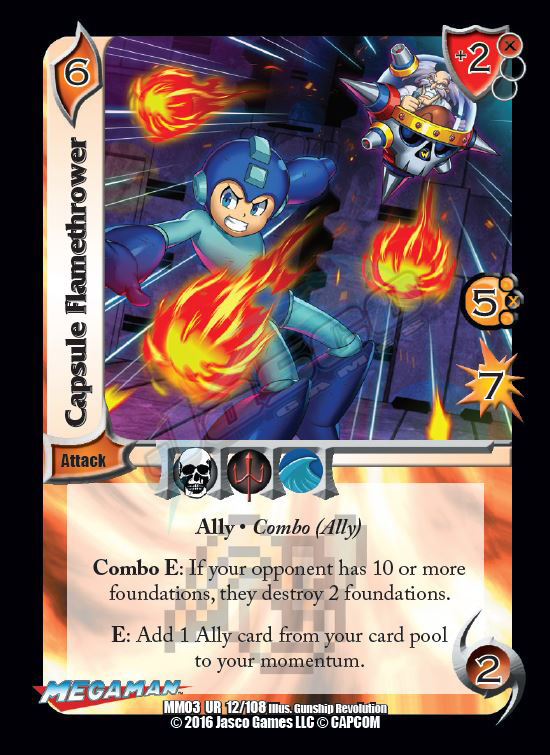 6
+2
Capsule Flamethrower
5
7
Attack
Ally • Combo (Ally)
Combo E: If your opponent has 10 or more
foundations, they destroy 2 foundations.
E: Add 1 Ally card from your card pool
to your momentum.
2
MEGAMAN™
MM03 UR 12/108 Illus. Gunship Revolution
© 2016 Jasco Games LLC © CAPCOM